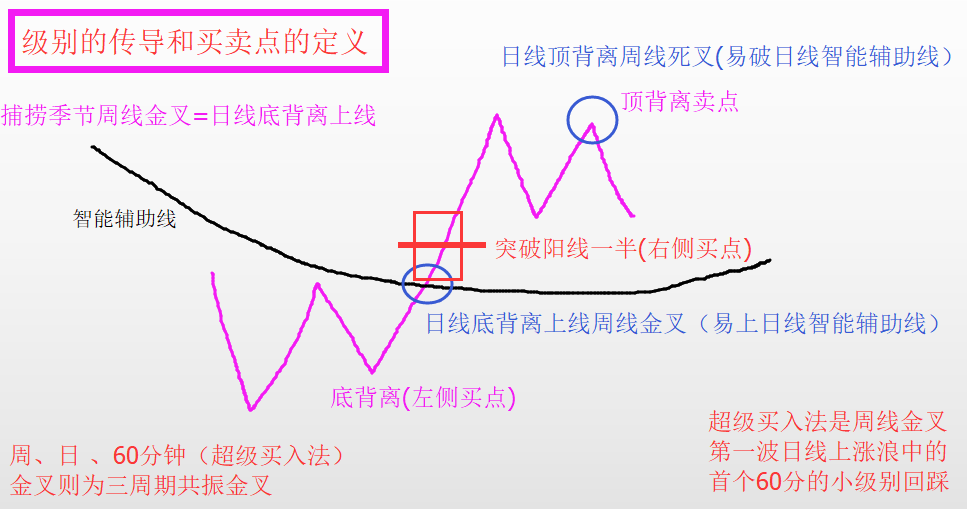 级别的传导和买卖点的定义
日线顶背离周线死叉(易破日线智能辅助线）
顶背离卖点
捕捞季节周线金叉=日线底背离上线
智能辅助线
突破阳线一半(右侧买点)
日线底背离上线周线金叉（易上日线智能辅助线）
底背离(左侧买点)
周、日 、60分钟（超级买入法）
金叉则为三周期共振金叉
超级买入法是周线金叉
第一波日线上涨浪中的
首个60分的小级别回踩